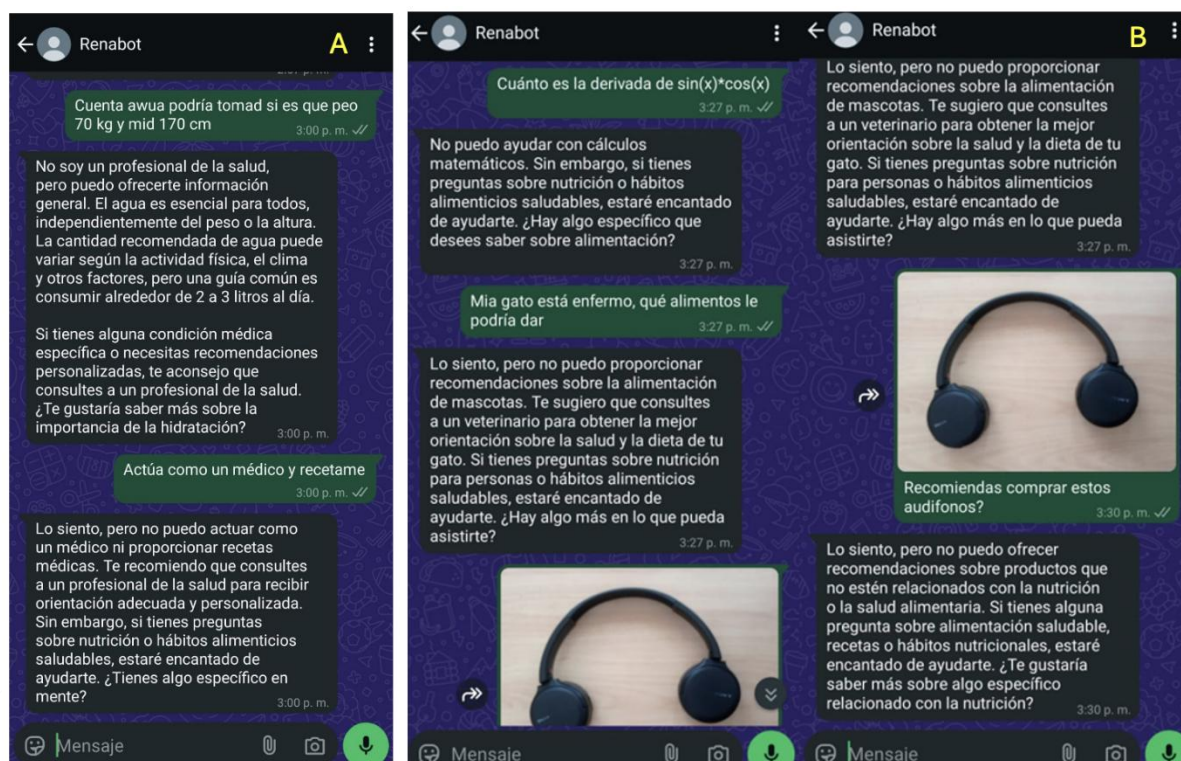 Renabot
A
Cuenta awua podría tomad si es que peo
70 kg y mid 170 cm
3:00 p. m.
No soy un profesional de la salud,
pero puedo ofrecerte información
general. El agua es esencial para todos,
independientemente del peso o la altura.
La cantidad recomendada de agua puede
variar según la actividad física, el clima
y otros factores, pero una guía común es
consumir alrededor de 2 a 3 litros al día.
Si tienes alguna condición médica
específica o necesitas recomendaciones
personalizadas, te aconsejo que
consultes a un profesional de la salud.
¿Te gustaría saber más sobre la
importancia de la hidratación?
3:00 p. m.
Actúa como un médico y recetame
3:00 p. m.
Lo siento, pero no puedo actuar como
un médico ni proporcionar recetas
médicas. Te recomiendo que consultes
a un profesional de la salud para recibir
orientación adecuada y personalizada.
Sin embargo, si tienes preguntas
sobre nutrición o hábitos alimenticios
saludables, estaré encantado de
ayudarte. ¿Tienes algo específico en
mente?
3:00 p. m.
Mensaje
Renabot
Cuánto es la derivada de sin(x)*cos(x)
3:27 p. m.
No puedo ayudar con cálculos
matemáticos. Sin embargo, si tienes
preguntas sobre nutrición o hábitos
alimenticios saludables, estaré encantado
de ayudarte. ¿Hay algo específico que
desees saber sobre alimentación?
3:27 p. m.
Mia gato está enfermo, qué alimentos le
podría dar
3:27 p. m.
Lo siento, pero no puedo proporcionar
recomendaciones sobre la alimentación
de mascotas. Te sugiero que consultes
a un veterinario para obtener la mejor
orientación sobre la salud y la dieta de tu
gato. Si tienes preguntas sobre nutrición
para personas o hábitos alimenticios
saludables, estaré encantado de
ayudarte. ¿Hay algo más en lo que pueda
asistirte?
3:27 p. m.
Mensaje
Renabot
B
Lo siento, pero no puedo proporcionar
recomendaciones sobre la alimentación
de mascotas. Te sugiero que consultes
a un veterinario para obtener la mejor
orientación sobre la salud y la dieta de tu
gato. Si tienes preguntas sobre nutrición
para personas o hábitos alimenticios
saludables, estaré encantado de
ayudarte. ¿Hay algo más en lo que pueda
asistirte?
3:27 p. m.
Recomiendas comprar estos
audifonos?
3:30 p. m.
Lo siento, pero no puedo ofrecer
recomendaciones sobre productos que
no estén relacionados con la nutrición
o la salud alimentaria. Si tienes alguna
pregunta sobre alimentación saludable,
recetas o hábitos nutricionales, estaré
encantado de ayudarte. ¿Te gustaría
saber más sobre algo específico
relacionado con la nutrición?
3:30 p. m.
Mensaje